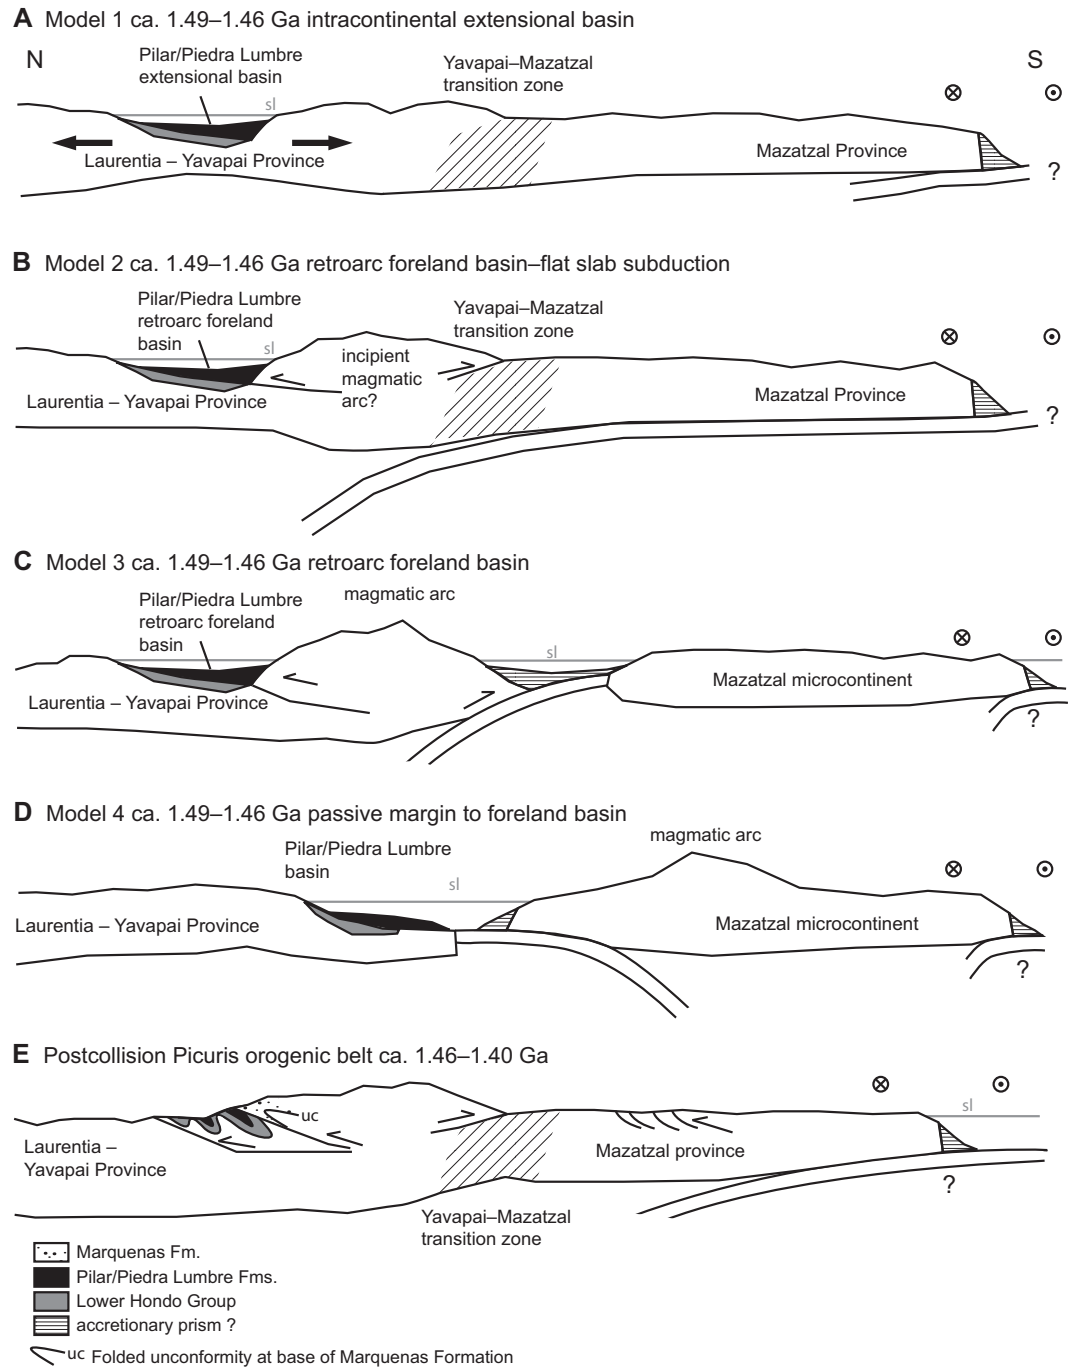 A Model 1 ca. 1.49–1.46 Ga intracontinental extensional basin
N
Pilar/Piedra Lumbre
extensional basin
sl
Yavapai–Mazatzal
transition zone
S
Laurentia – Yavapai Province
Mazatzal Province
?
B Model 2 ca. 1.49–1.46 Ga retroarc foreland basin–flat slab subduction
Pilar/Piedra Lumbre
retroarc foreland
basin
sl
Yavapai–Mazatzal
transition zone
incipient
magmatic
arc?
Laurentia – Yavapai Province
Mazatzal Province
?
C Model 3 ca. 1.49–1.46 Ga retroarc foreland basin
Pilar/Piedra Lumbre
retroarc foreland
basin
magmatic arc
sl
Laurentia – Yavapai Province
Mazatzal microcontinent
?
D Model 4 ca. 1.49–1.46 Ga passive margin to foreland basin
Pilar/Piedra Lumbre
basin
sl
magmatic arc
Laurentia – Yavapai Province
Mazatzal microcontinent
?
E Postcollision Picuris orogenic belt ca. 1.46–1.40 Ga
sl
uc
Laurentia –
Yavapai Province
Mazatzal province
?
Yavapai–Mazatzal
transition zone
Marquenas Fm.
Pilar/Piedra Lumbre Fms.
Lower Hondo Group
accretionary prism ?
uc Folded unconformity at base of Marquenas Formation